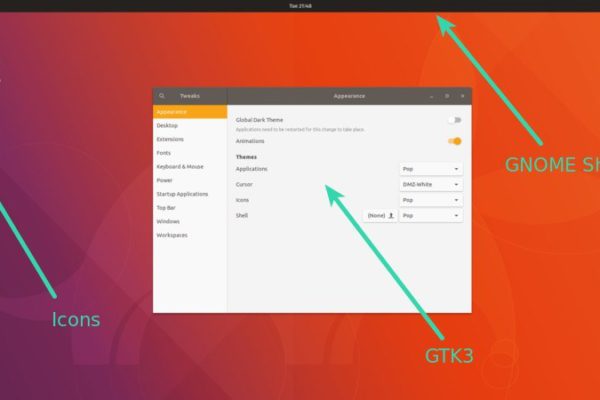 Tue 21:48
Tweaks
Appearance
Appearance
Desktop
Extensions
Fonts
Keyboard & Mouse
Power
Startup Applications
Top Bar
Windows
Workspaces
Global Dark Theme
Applications need to be restarted for this change to take place.
Animations
Themes
Applications Pop
Cursor DMZ-White
Icons Pop
Shell (None) Pop
GNOME Sh
Icons
GTK3